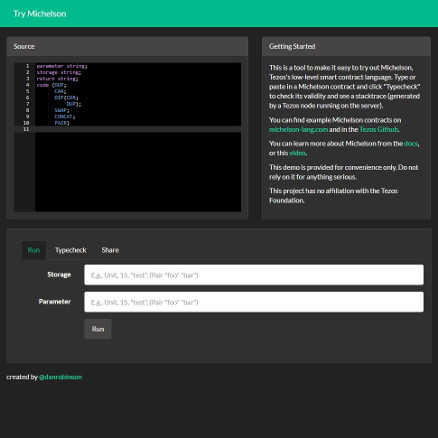 Try Michelson
Source
1 parameter string;
2 storage string;
3 return string;
4 code {DUP;
5 CAR;
6 DIP{CDR;
7 DUP};
8 SWAP;
9 CONCAT;
10 PAIR}
11
Getting Started
This is a tool to make it easy to try out Michelson,
Tezos's low-level smart contract language. Type or
paste in a Michelson contract and click "Typecheck"
to check its validity and see a stacktrace (generated
by a Tezos node running on the server).
You can find example Michelson contracts on
michelson-lang.com and in the Tezos Github.
You can learn more about Michelson from the docs,
or this video.
This demo is provided for convenience only. Do not
rely on it for anything serious.
This project has no affiliation with the Tezos
Foundation.
Run Typecheck Share
Storage E.g., Unit, 15, "test", (Pair "foo" "bar")
Parameter E.g., Unit, 15, "test", (Pair "foo" "bar")
Run
created by @danrobinson